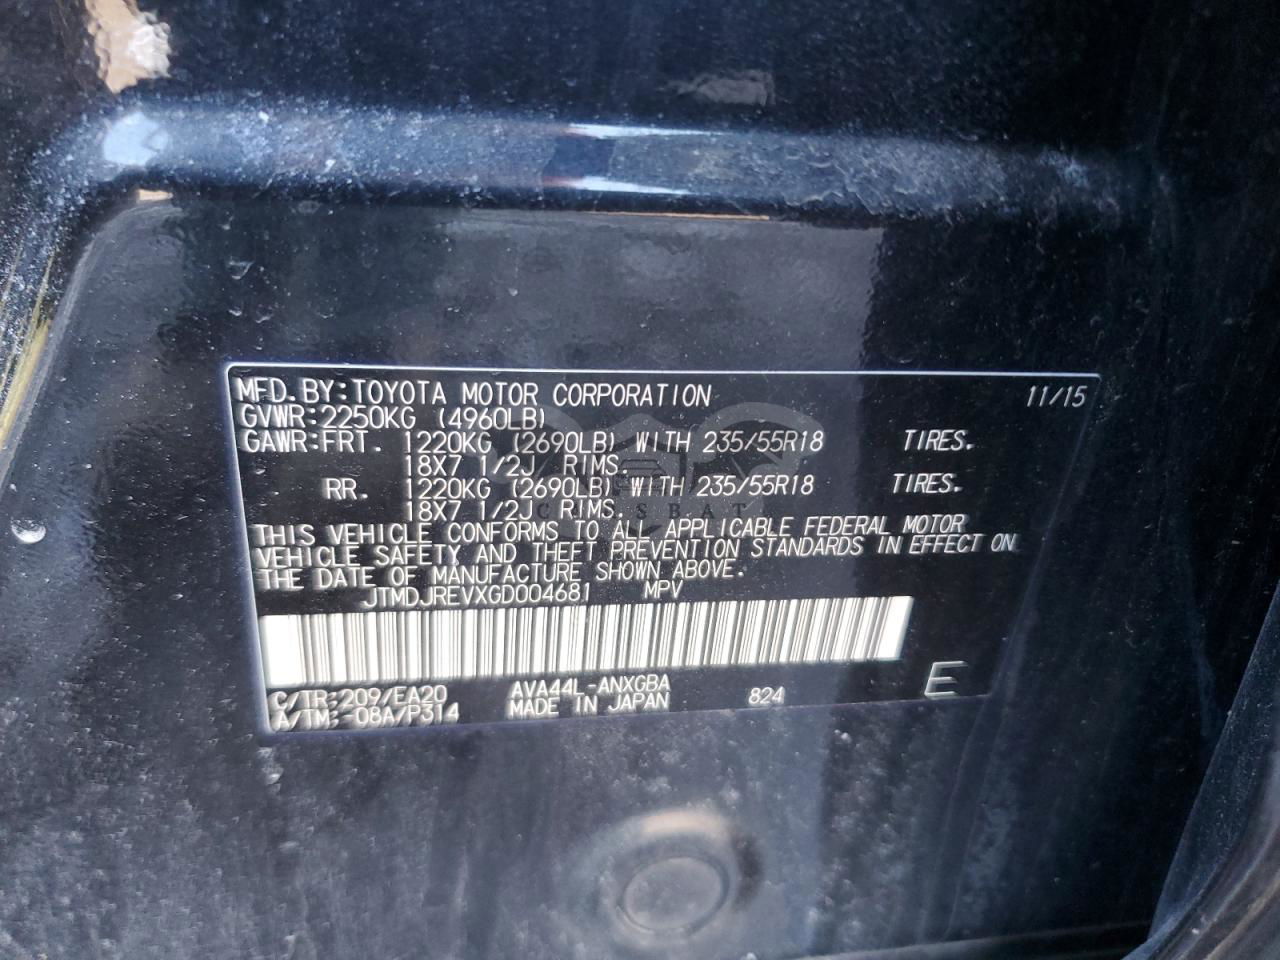 MFD.BY:TOYOTA MOTOR CORPORATION 11/15
GVWR:2250KG (4960LB)
GAWR:FRT. 1220KG (2690LB) WITH 235/55R18 TIRES.
18X7 1/2J RIMS.
RR. 1220KG (2690LB) WITH 235/55R18 TIRES.
18X7 1/2J RIMS.
THIS VEHICLE CONFORMS TO ALL APPLICABLE FEDERAL MOTOR
VEHICLE SAFETY, AND THEFT PREVENTION STANDARDS IN EFFECT ON
THE DATE OF MANUFACTURE SHOWN ABOVE.
JTMDJREVXGD004681 MPV
C/TR:209/EA20 AVA44L-ANXGBA 824 E
A/TM:-08A/P314 MADE IN JAPAN